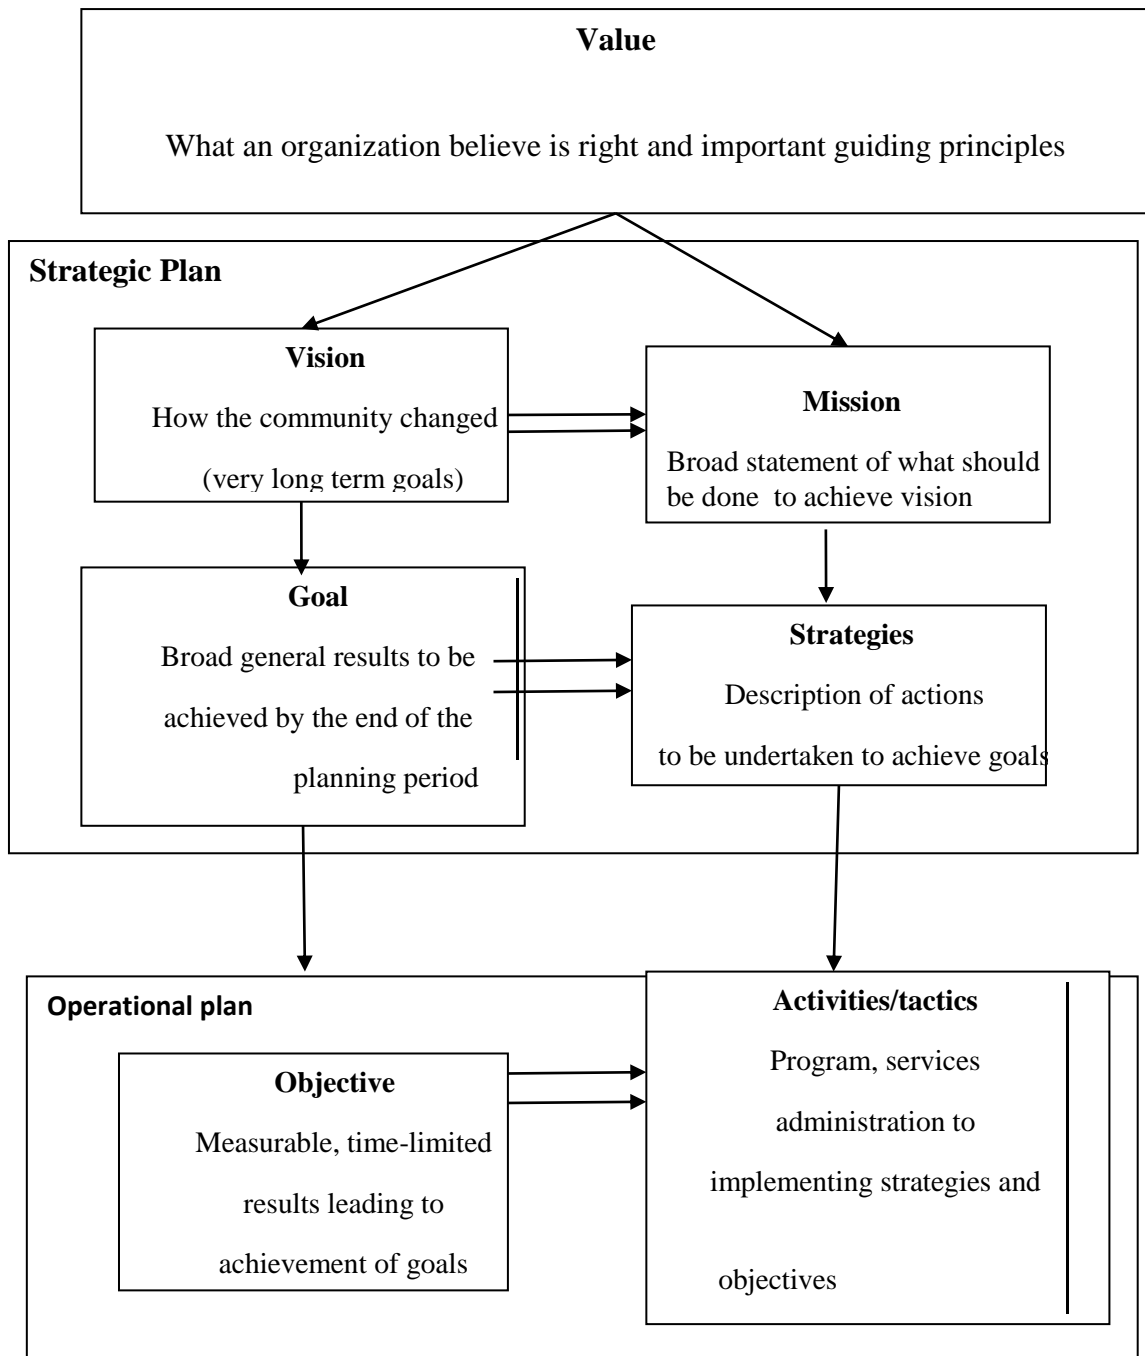 Value
What an organization believe is right and important guiding principles
Strategic Plan
Vision
How the community changed
(very long term goals)
Mission
Broad statement of what should
be done to achieve vision
Goal
Broad general results to be
achieved by the end of the
planning period
Strategies
Description of actions
to be undertaken to achieve goals
Operational plan
Objective
Measurable, time-limited
results leading to
achievement of goals
Activities/tactics
Program, services
administration to
implementing strategies and
objectives